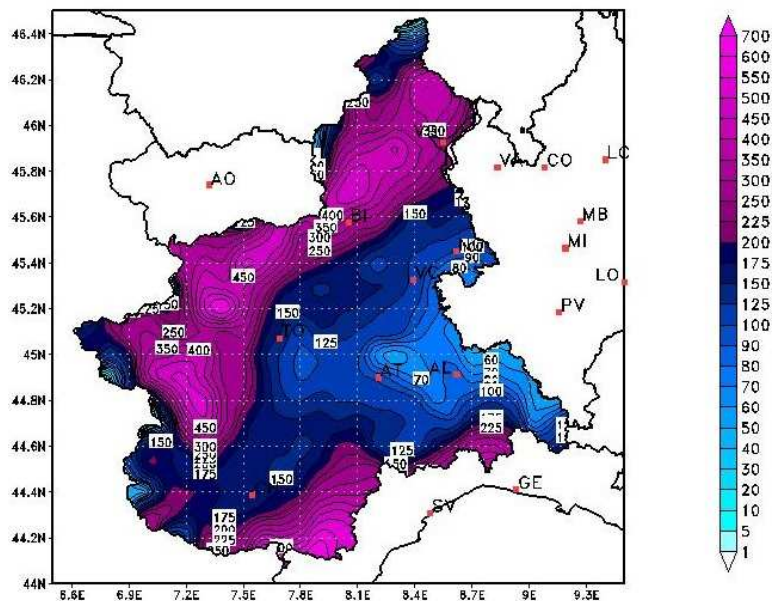 46.4N
46.2N
46N
45.8N
45.6N
45.4N
45.2N
45N
44.8N
44.6N
44.4N
44.2N
44N
6.6E 6.9E 7.2E 7.5E 7.8E 8.1E 8.4E 8.7E 9E 9.3E
700
600
550
500
450
400
350
300
250
200
175
150
125
100
90
80
70
60
50
40
30
20
10
5
1
VA CO LC
AO
400 BI
350
300
250
150
MB
MI
90
80
LO
450
VC
PV
150
TO
250
350 400
125
60
AT 70 AL
100
450
300
175
225
150
125
150
150
175
200
225
GE
SV